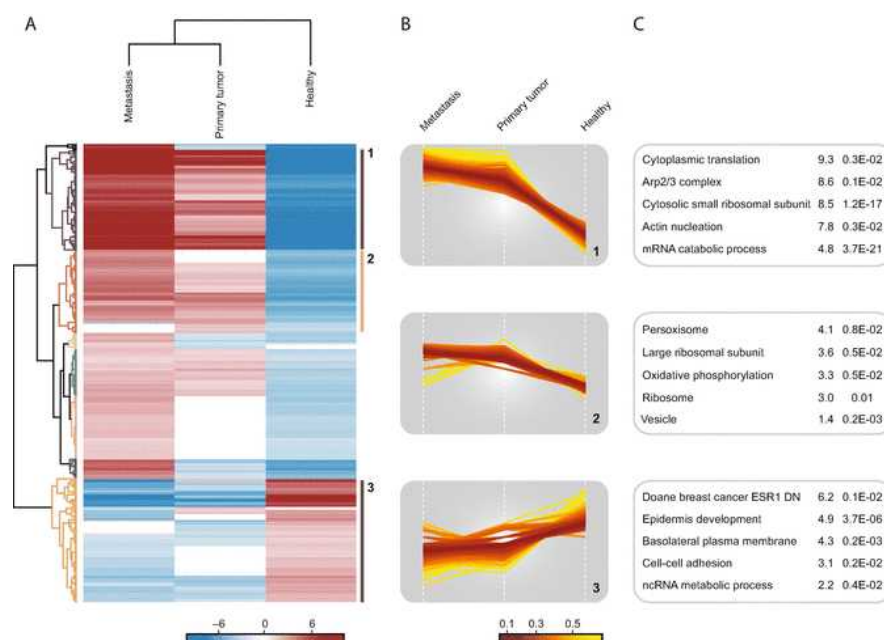 A
B
C
Metastasis
Primary tumor
Healthy
Metastasis
Primary tumor
Healthy
1
2
3
1
Cytoplasmic translation 9.3 0.3E-02
Arp2/3 complex 8.6 0.1E-02
Cytosolic small ribosomal subunit 8.5 1.2E-17
Actin nucleation 7.8 0.3E-02
mRNA catabolic process 4.8 3.7E-21
2
Persoxisome 4.1 0.8E-02
Large ribosomal subunit 3.6 0.5E-02
Oxidative phosphorylation 3.3 0.5E-02
Ribosome 3.0 0.01
Vesicle 1.4 0.2E-03
3
Doane breast cancer ESR1 DN 6.2 0.1E-02
Epidermis development 4.9 3.7E-06
Basolateral plasma membrane 4.3 0.2E-03
Cell-cell adhesion 3.1 0.2E-02
ncRNA metabolic process 2.2 0.4E-02
−6 0 6
0.1 0.3 0.5